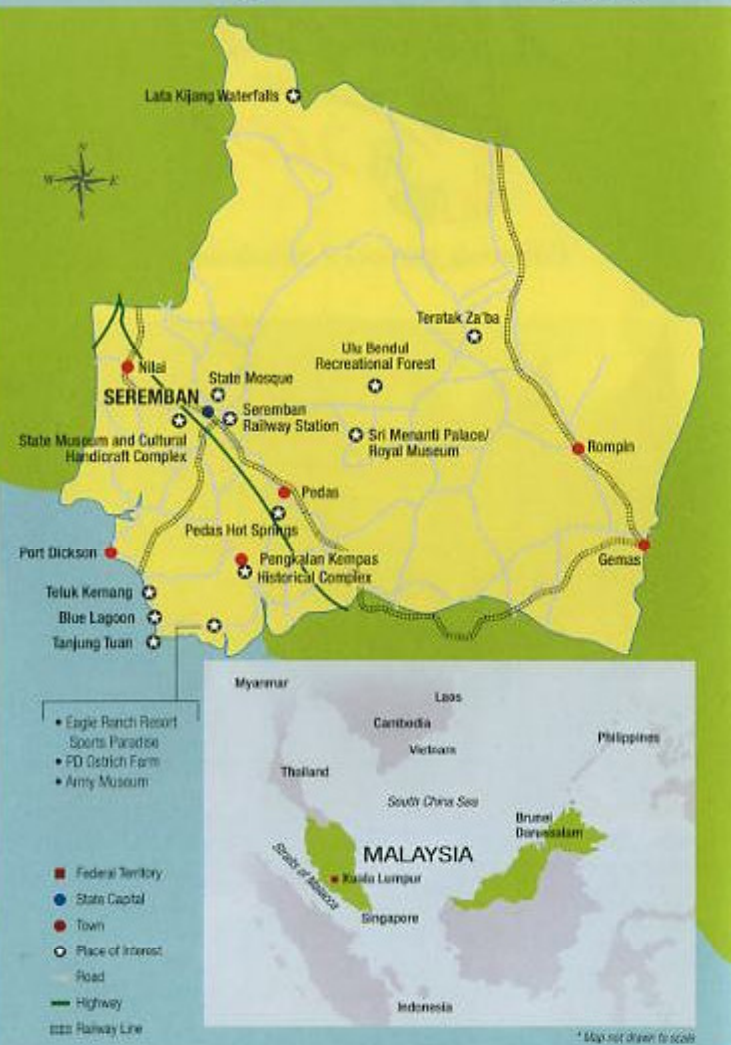 Lata Kijang Waterfalls
N
W
E
S
Teratak Za'ba
Ulu Bendul
Recreational Forest
Nilai
State Mosque
SEREMBAN
Seremban
Railway Station
State Museum and Cultural
Handicraft Complex
Sri Menanti Palace/
Royal Museum
Rompin
Pedas
Pedas Hot Springs
Port Dickson
Pengkalan Kempas
Historical Complex
Gemas
Teluk Kemang
Blue Lagoon
Tanjung Tuan
• Eagle Ranch Resort
Sports Paradise
• PD Ostrich Farm
• Army Museum
Myanmar
Laos
Cambodia
Vietnam
Philippines
Thailand
South China Sea
Brunei
Darussalam
Straits of Malacca
MALAYSIA
Kuala Lumpur
Singapore
Indonesia
Federal Territory
State Capital
Town
Place of Interest
Road
Highway
Railway Line
* Map not drawn to scale